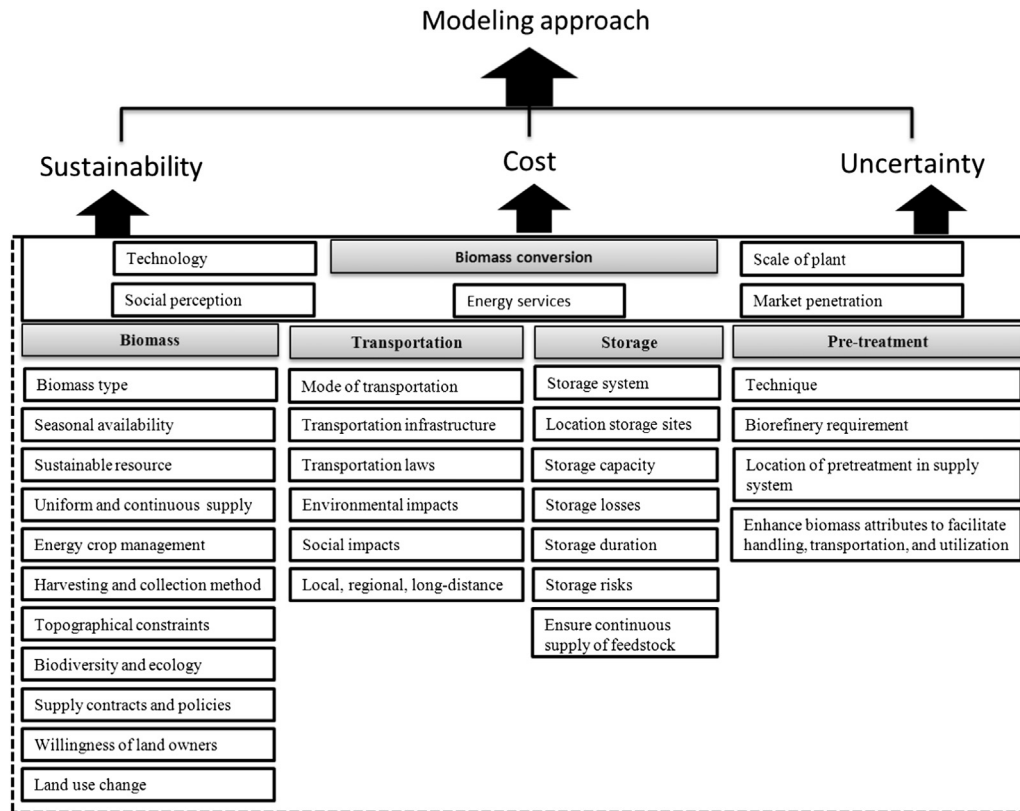 Modeling approach
Sustainability
Cost
Uncertainty
Technology
Biomass conversion
Scale of plant
Social perception
Energy services
Market penetration
Biomass
Transportation
Storage
Pre-treatment
Biomass type
Seasonal availability
Sustainable resource
Uniform and continuous supply
Energy crop management
Harvesting and collection method
Topographical constraints
Biodiversity and ecology
Supply contracts and policies
Willingness of land owners
Land use change
Mode of transportation
Transportation infrastructure
Transportation laws
Environmental impacts
Social impacts
Local, regional, long-distance
Storage system
Location storage sites
Storage capacity
Storage losses
Storage duration
Storage risks
Ensure continuous
supply of feedstock
Technique
Biorefinery requirement
Location of pretreatment in supply
system
Enhance biomass attributes to facilitate
handling, transportation, and utilization